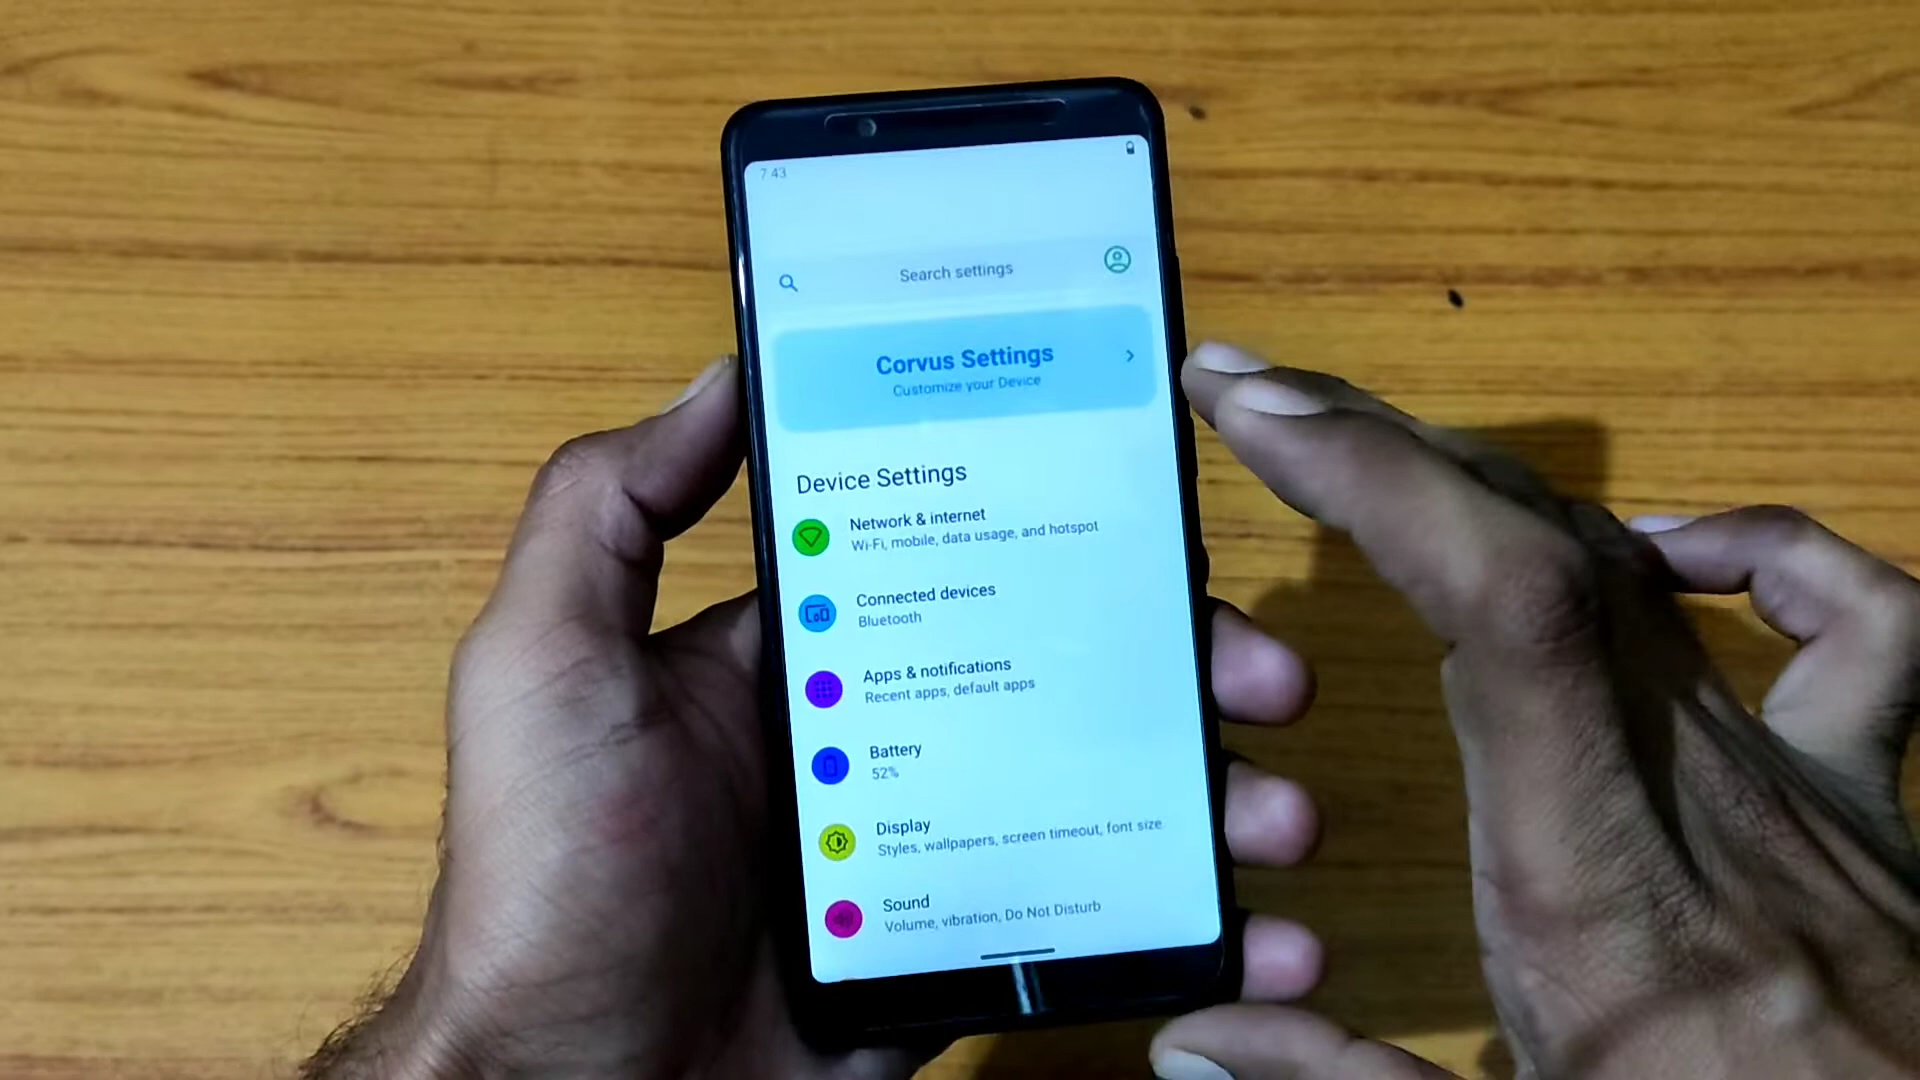 7 43
Search settings
Corvus Settings
Customize your Device
Device Settings
Network & internet
Wi-Fi, mobile, data usage, and hotspot
Connected devices
Bluetooth
Apps & notifications
Recent apps, default apps
Battery
52%
Display
Styles, wallpapers, screen timeout, font size
Sound
Volume, vibration, Do Not Disturb